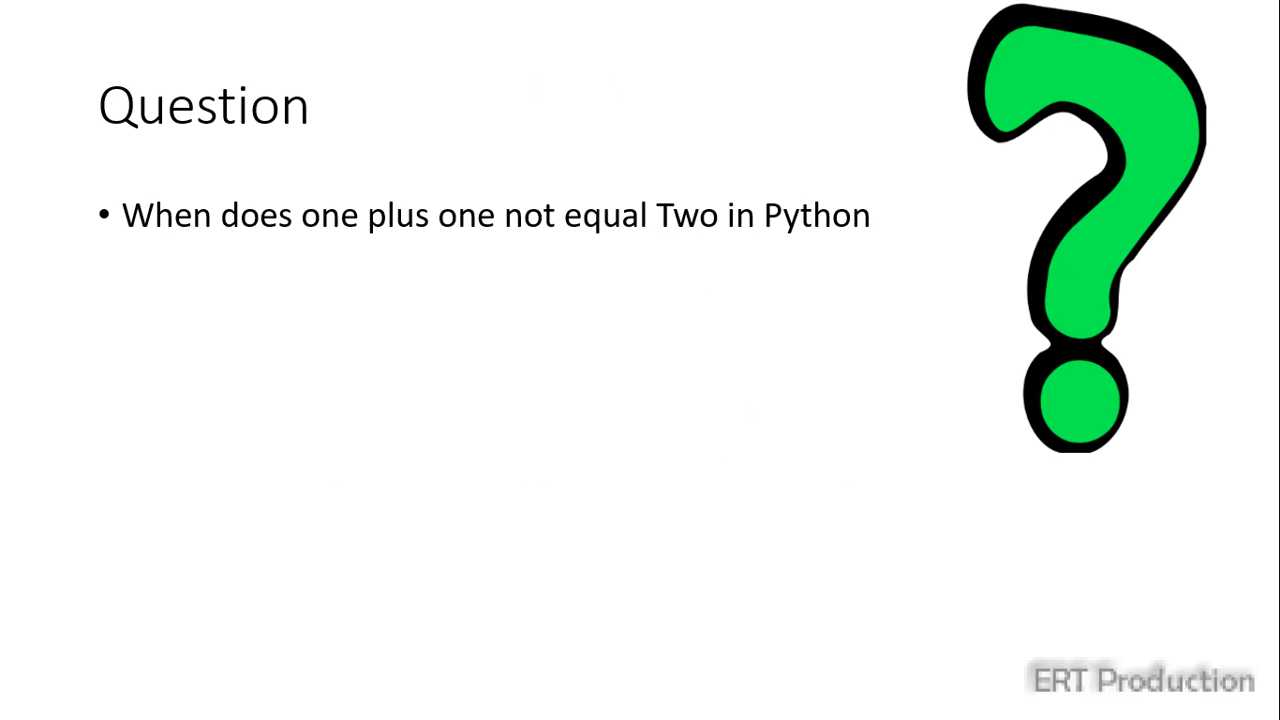 Question
• When does one plus one not equal Two in Python
ERT Production